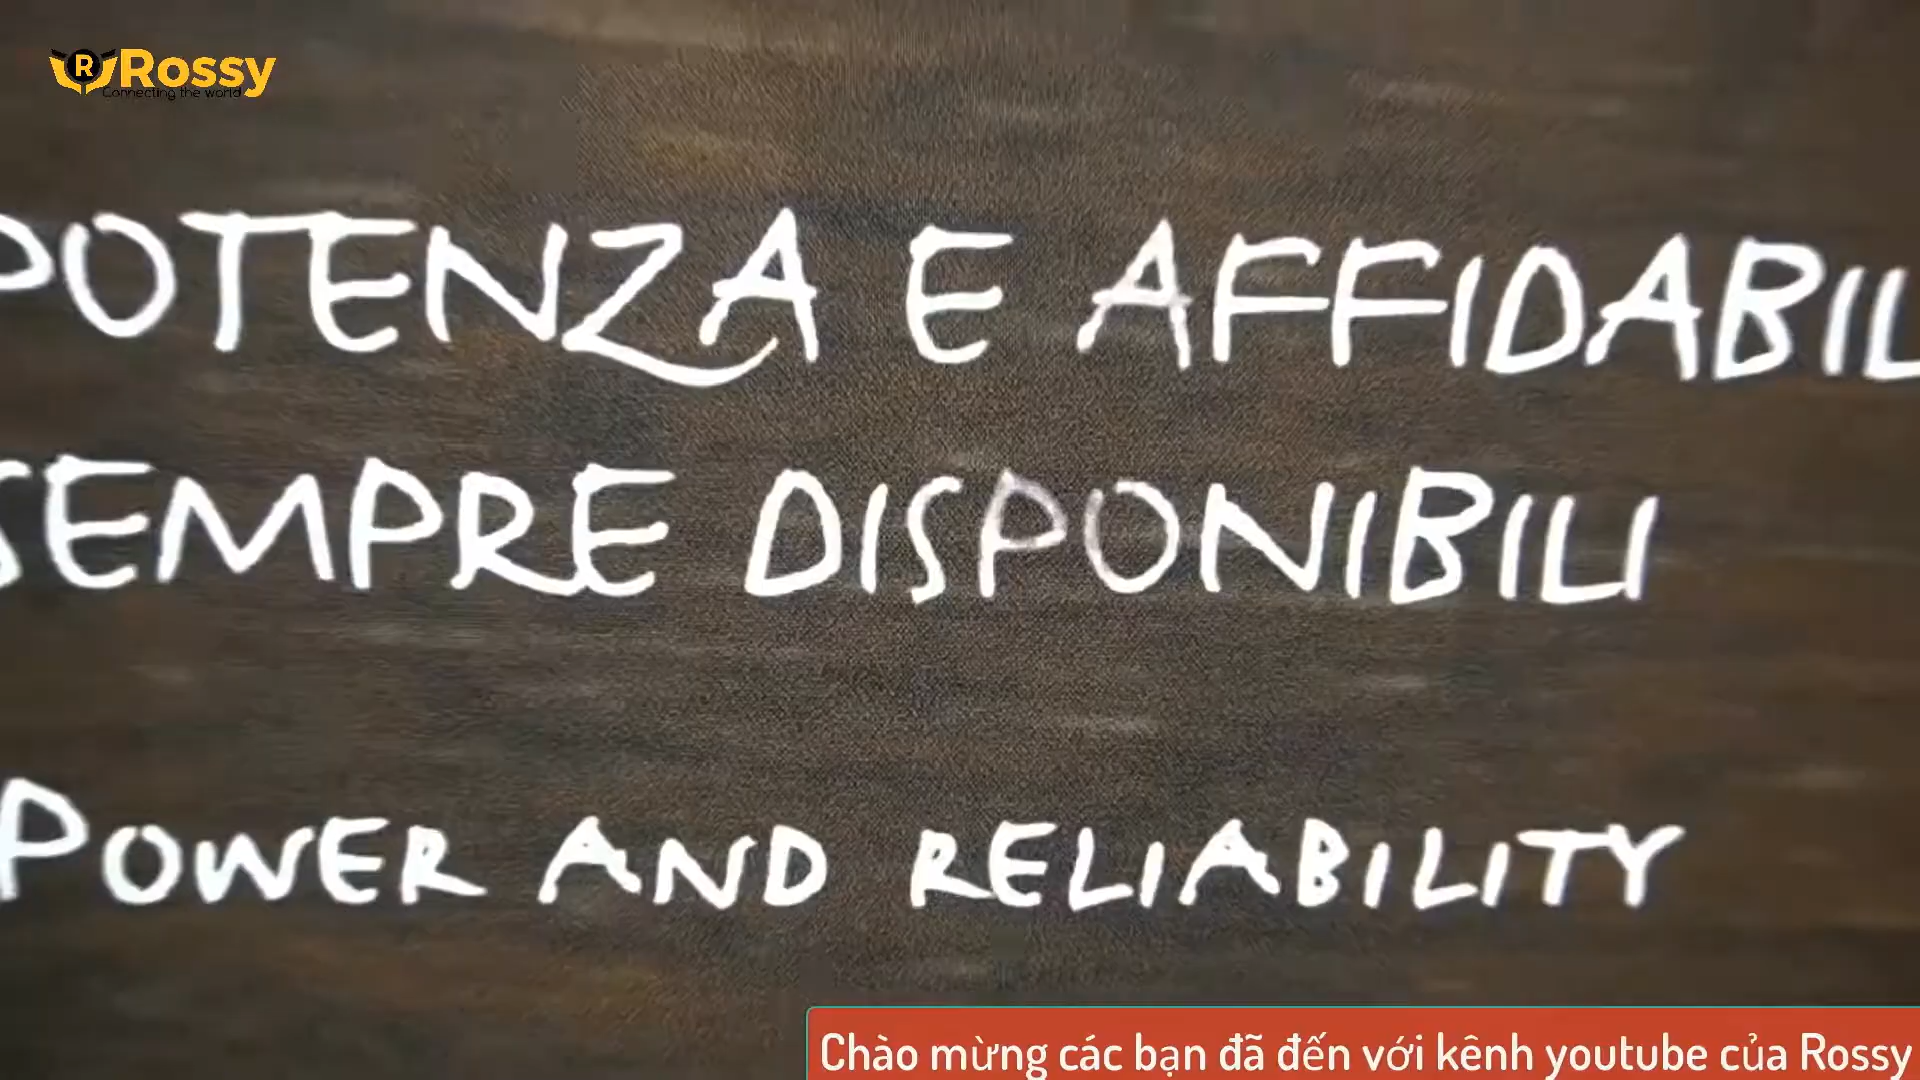 Rossy
Connecting the world
POTENZA E AFFIDABIL
SEMPRE DISPONIBILI
POWER AND RELIABILITY
Chào mừng các bạn đã đến với kênh youtube của Rossy